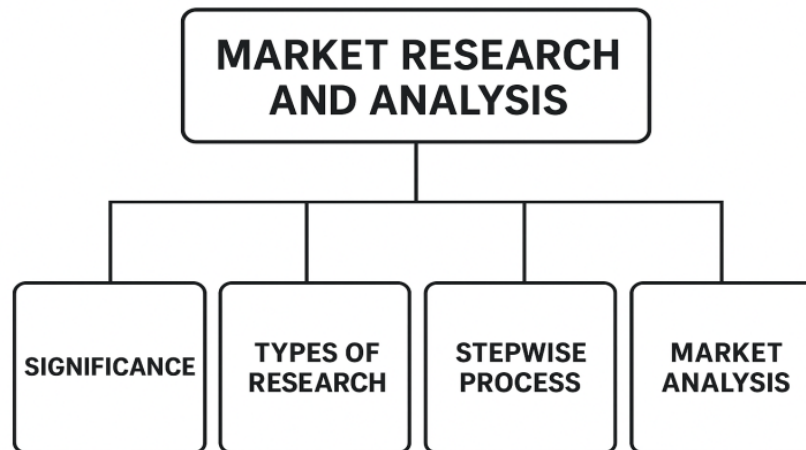 MARKET RESEARCH
AND ANALYSIS
SIGNIFICANCE
TYPES OF
RESEARCH
STEPWISE
PROCESS
MARKET
ANALYSIS